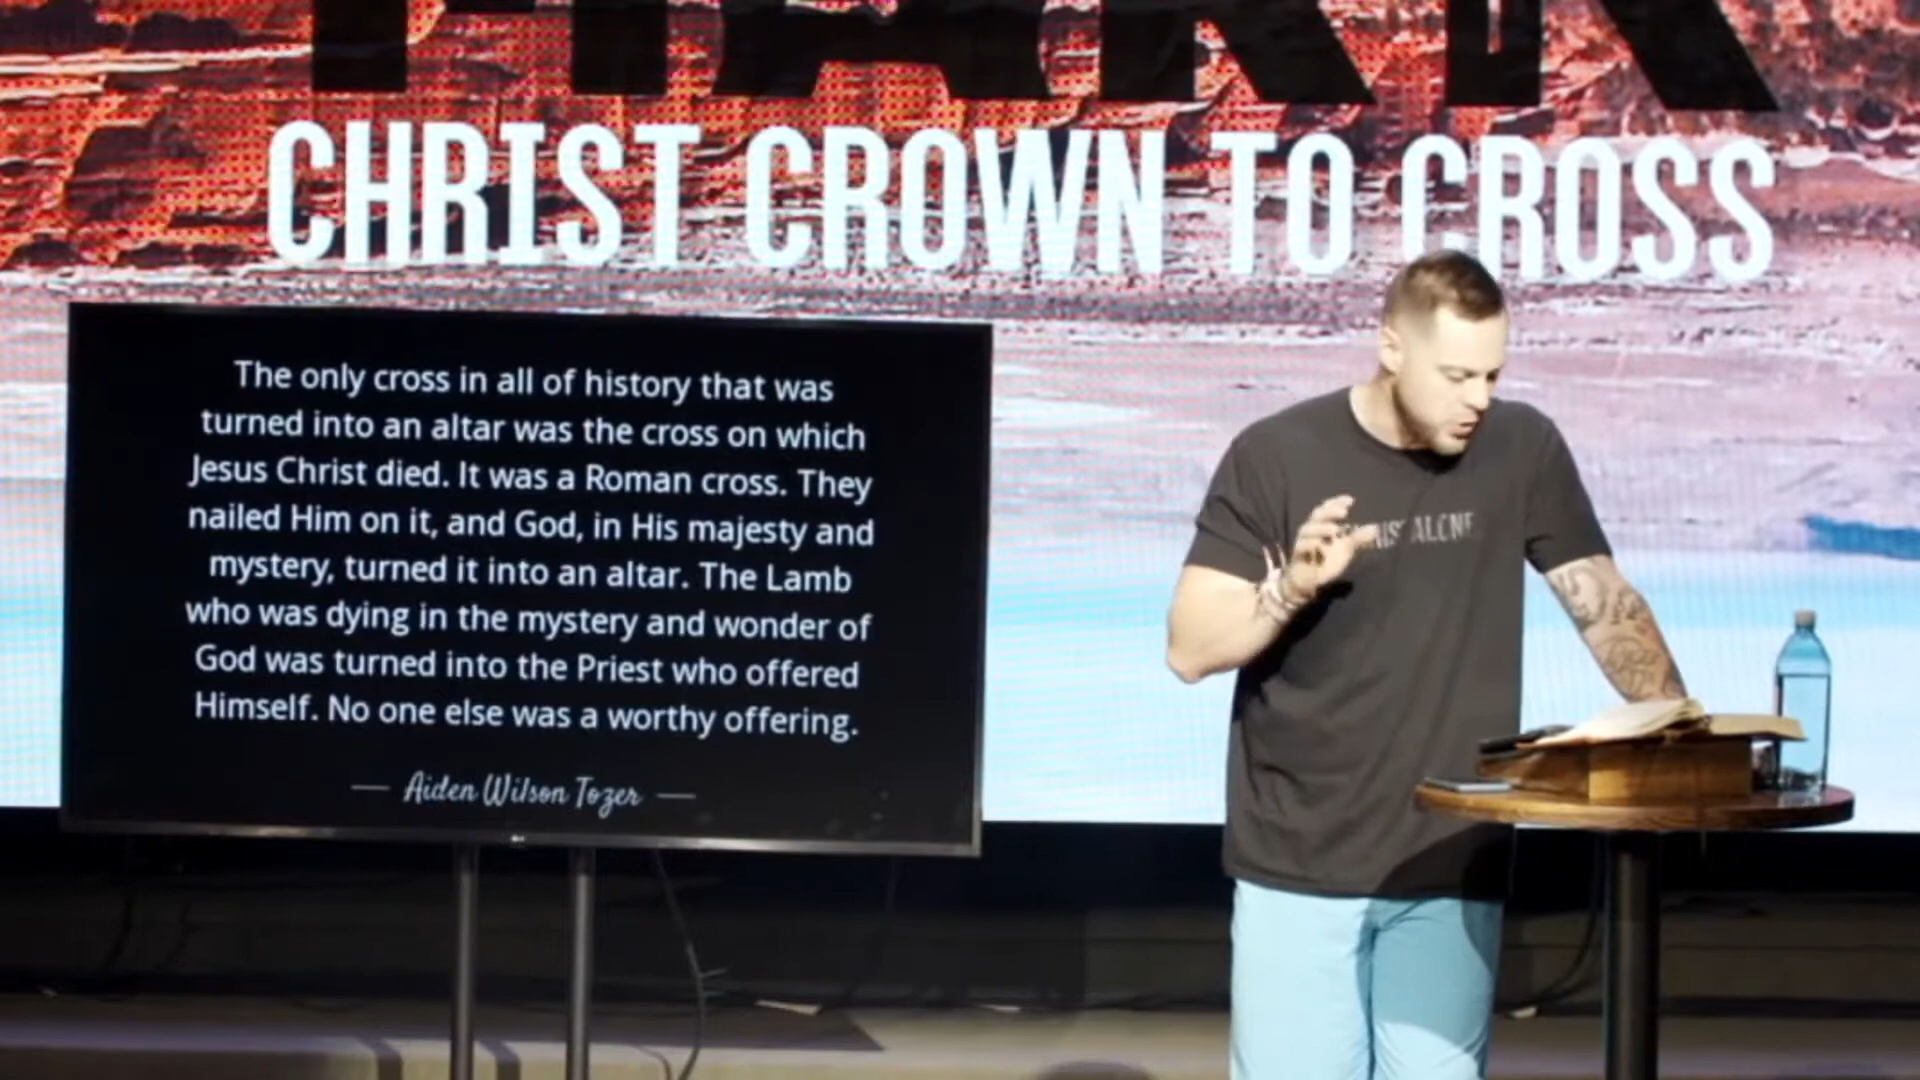 MARK
CHRIST CROWN TO CROSS
The only cross in all of history that was
turned into an altar was the cross on which
Jesus Christ died. It was a Roman cross. They
nailed Him on it, and God, in His majesty and
mystery, turned it into an altar. The Lamb
who was dying in the mystery and wonder of
God was turned into the Priest who offered
Himself. No one else was a worthy offering.
— Aiden Wilson Tozer —
ALONE